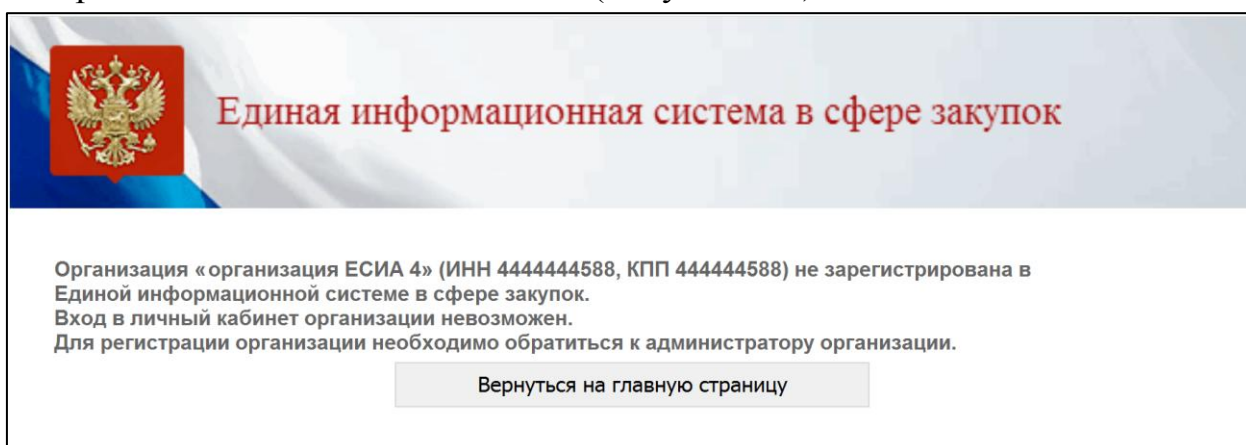 Единая информационная система в сфере закупок
Организация «организация ЕСИА 4» (ИНН 4444444588, КПП 444444588) не зарегистрирована в
Единой информационной системе в сфере закупок.
Вход в личный кабинет организации невозможен.
Для регистрации организации необходимо обратиться к администратору организации.
Вернуться на главную страницу